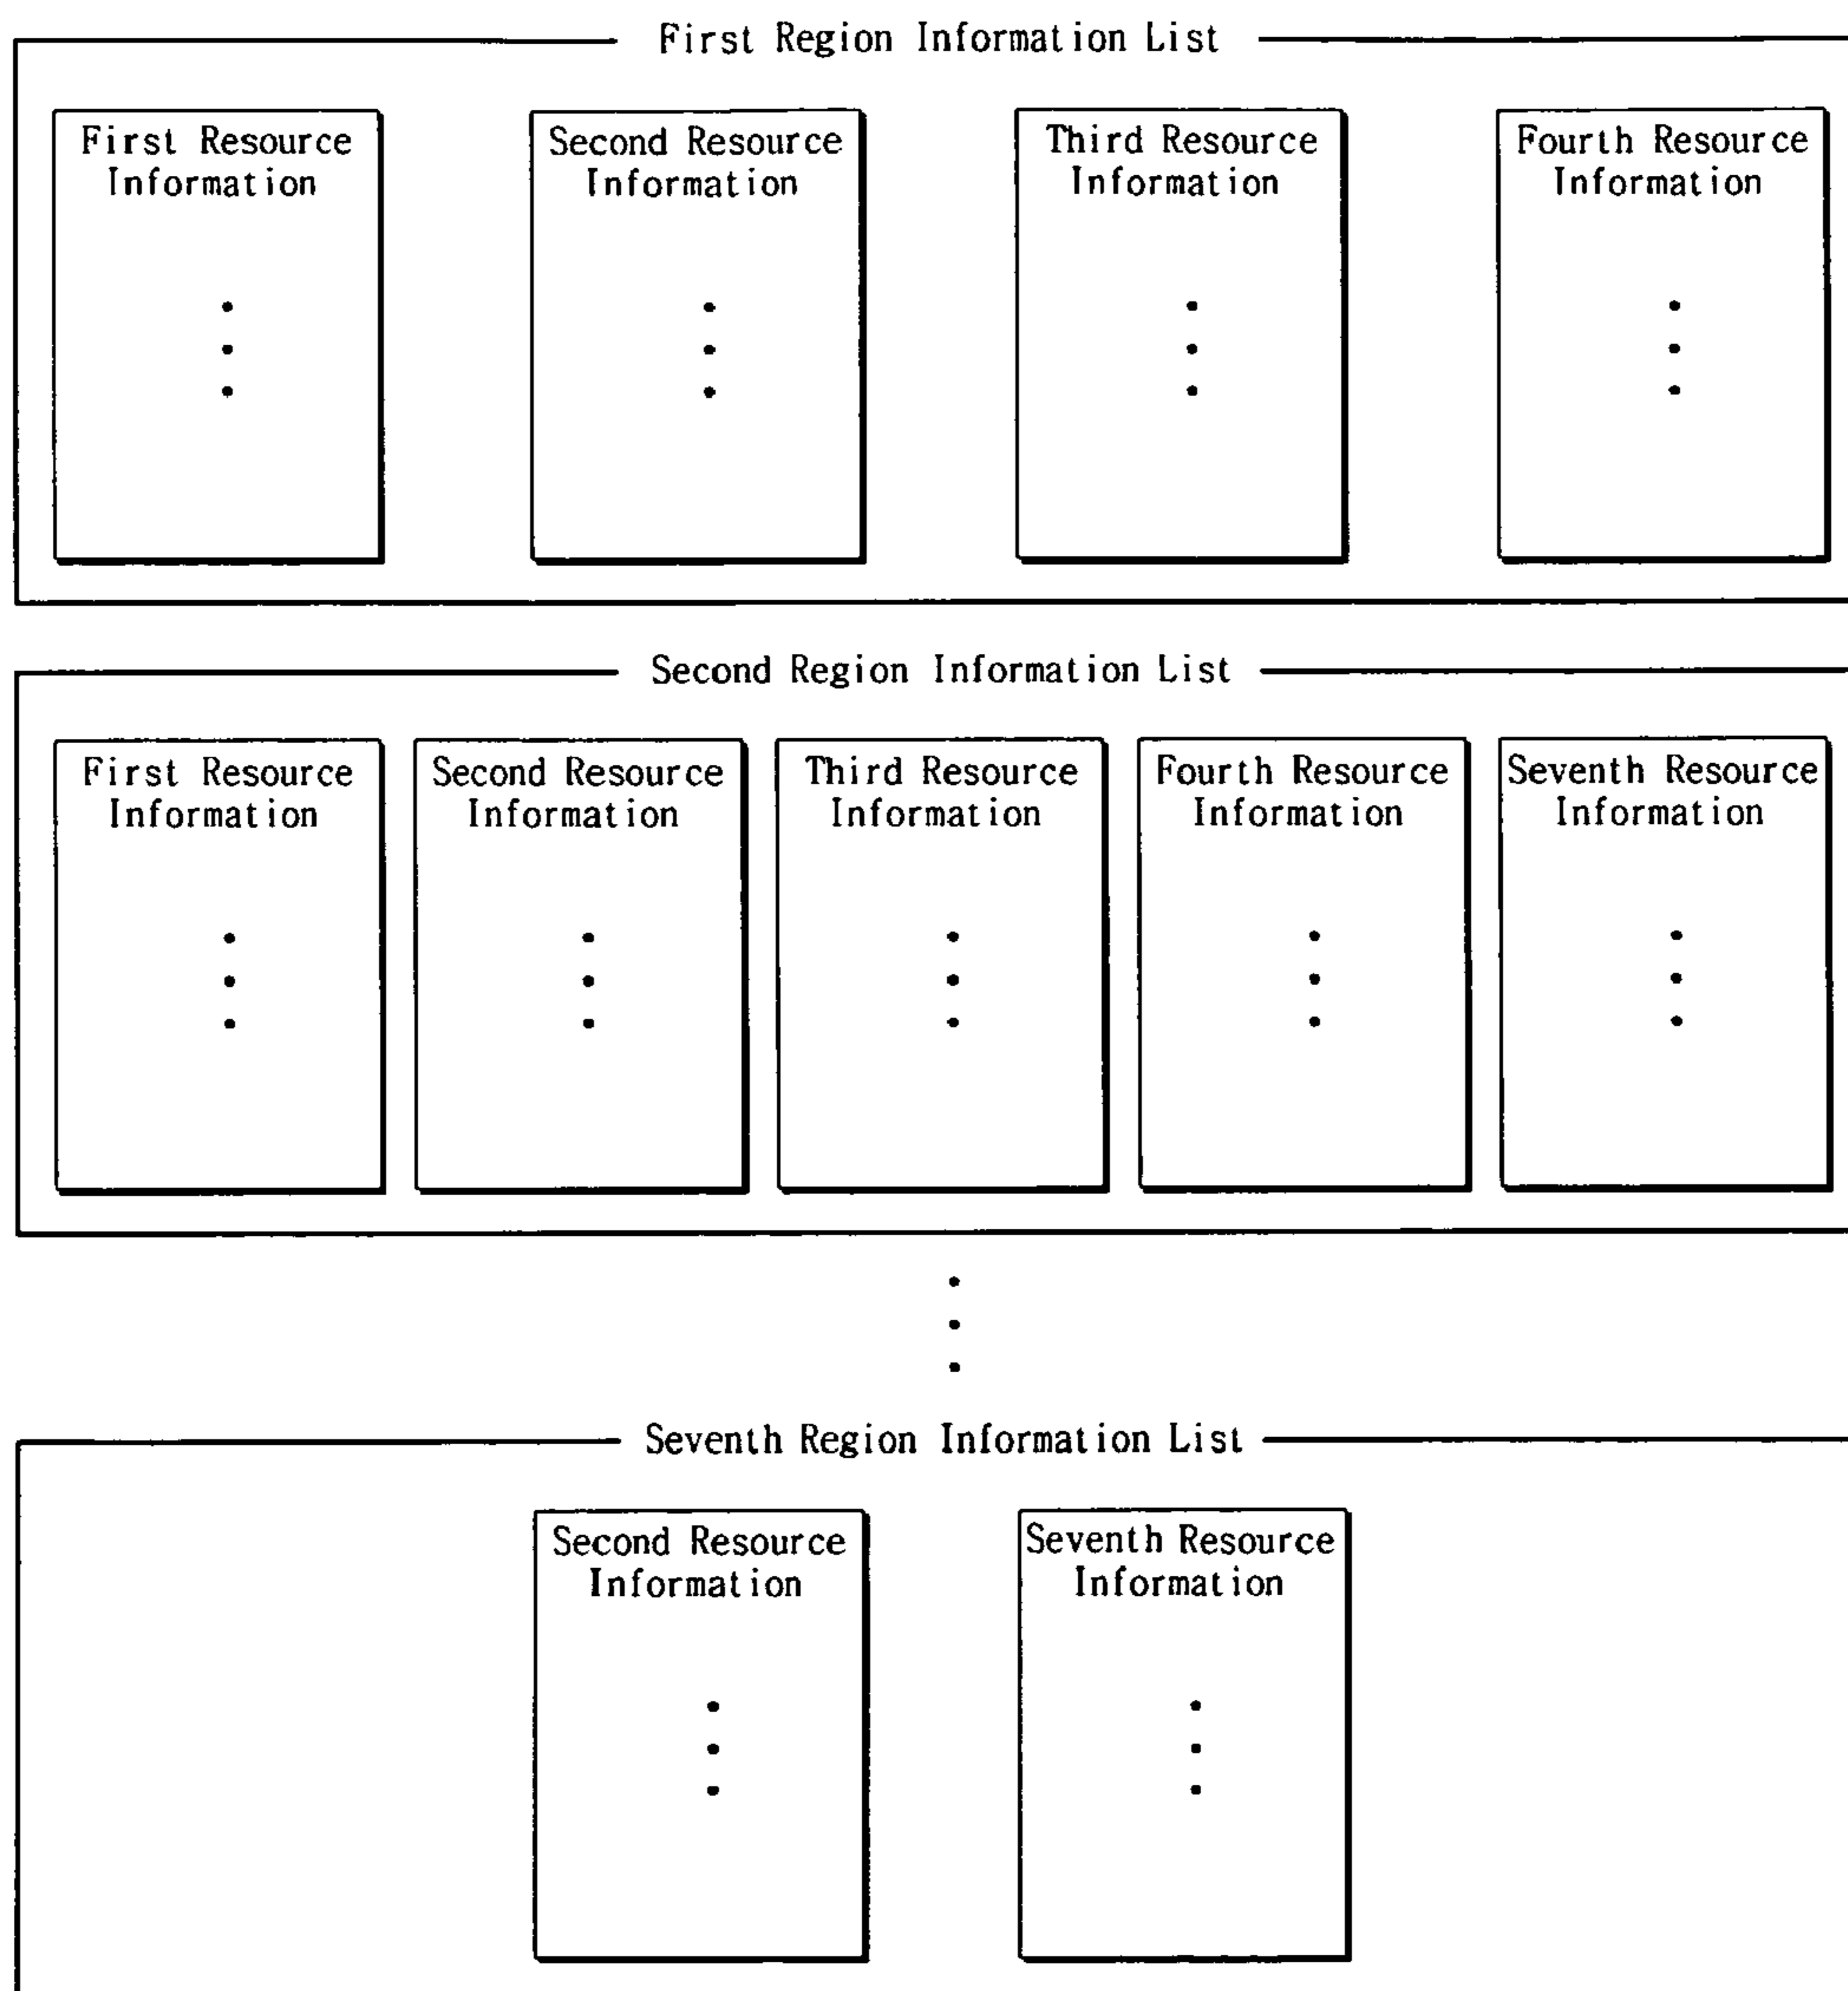 First Region Information List
First Resource
Information
Second Resource
Information
Third Resource
Information
Fourth Resource
Information
Second Region Information List
First Resource
Information
Second Resource
Information
Third Resource
Information
Fourth Resource
Information
Seventh Resource
Information
Seventh Region Information List
Second Resource
Information
Seventh Resource
Information